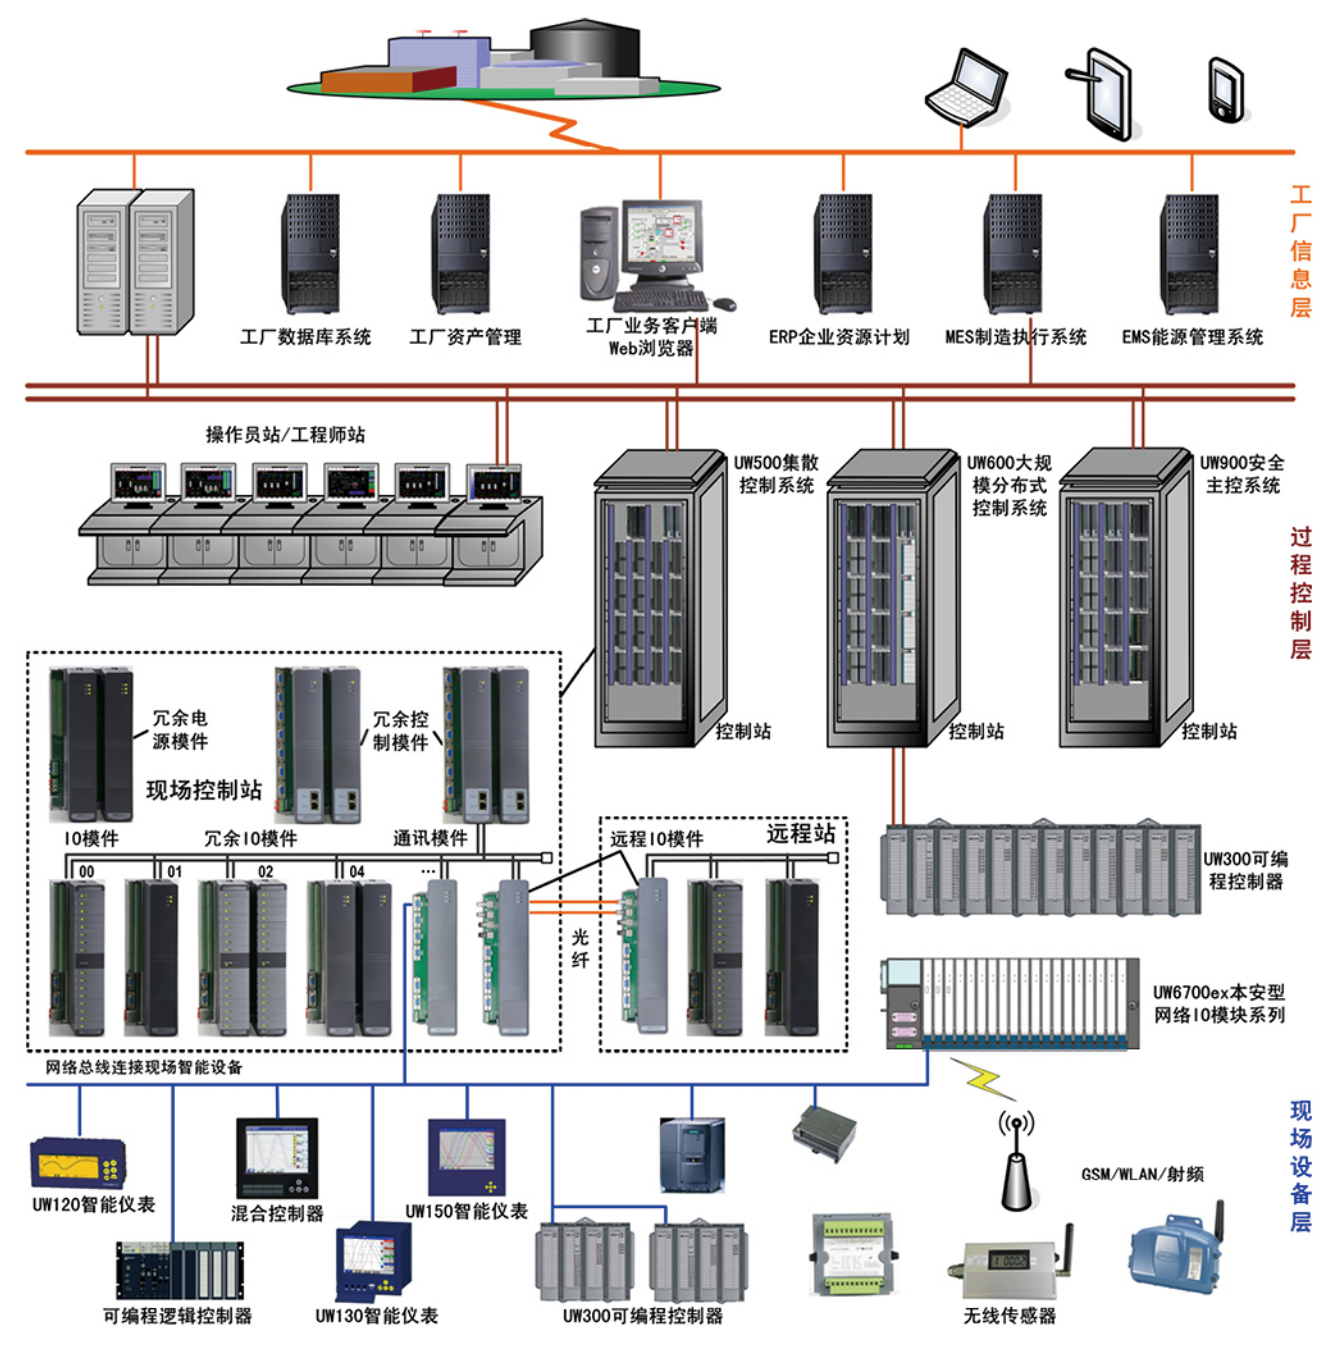 工厂信息层
工厂数据库系统
工厂资产管理
工厂业务客户端
Web浏览器
ERP企业资源计划
MES制造执行系统
EMS能源管理系统
操作员站/工程师站
UW500集散
控制系统
UW600大规
模分布式
控制系统
UW900安全
主控系统
过程控制层
控制站
控制站
控制站
冗余电
源模件
冗余控
制模件
现场控制站
IO模件
冗余IO模件
通讯模件
远程IO模件
远程站
00
01
02
04
...
光
纤
UW300可编
程控制器
UW6700ex本安型
网络IO模块系列
网络总线连接现场智能设备
现场设备层
UW120智能仪表
混合控制器
UW150智能仪表
GSM/WLAN/射频
可编程逻辑控制器
UW130智能仪表
UW300可编程控制器
无线传感器